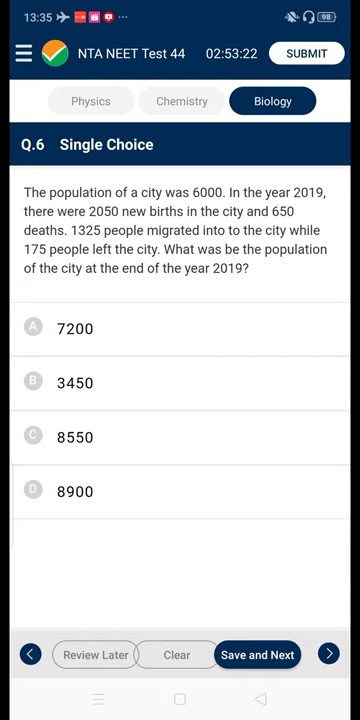 13:35 ... 98
NTA NEET Test 44 02:53:22 SUBMIT
Physics Chemistry Biology
Q.6 Single Choice
The population of a city was 6000. In the year 2019,
there were 2050 new births in the city and 650
deaths. 1325 people migrated into to the city while
175 people left the city. What was be the population
of the city at the end of the year 2019?
A 7200
B 3450
C 8550
D 8900
Review Later Clear Save and Next